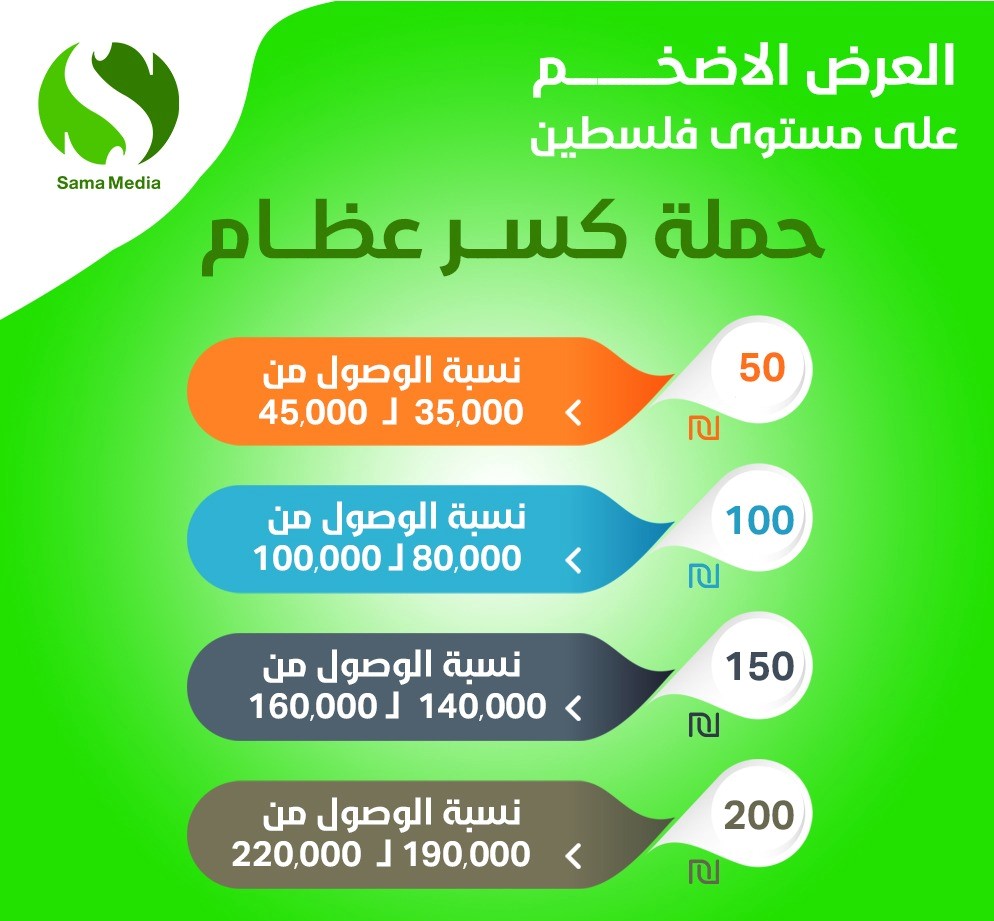 Sama Media
العرض الاضخـــــم
على مستوى فلسطين
حملة كســر عظــام
50 ₪
نسبة الوصول من
35,000 لـ 45,000
100 ₪
نسبة الوصول من
80,000 لـ 100,000
150 ₪
نسبة الوصول من
140,000 لـ 160,000
200 ₪
نسبة الوصول من
190,000 لـ 220,000